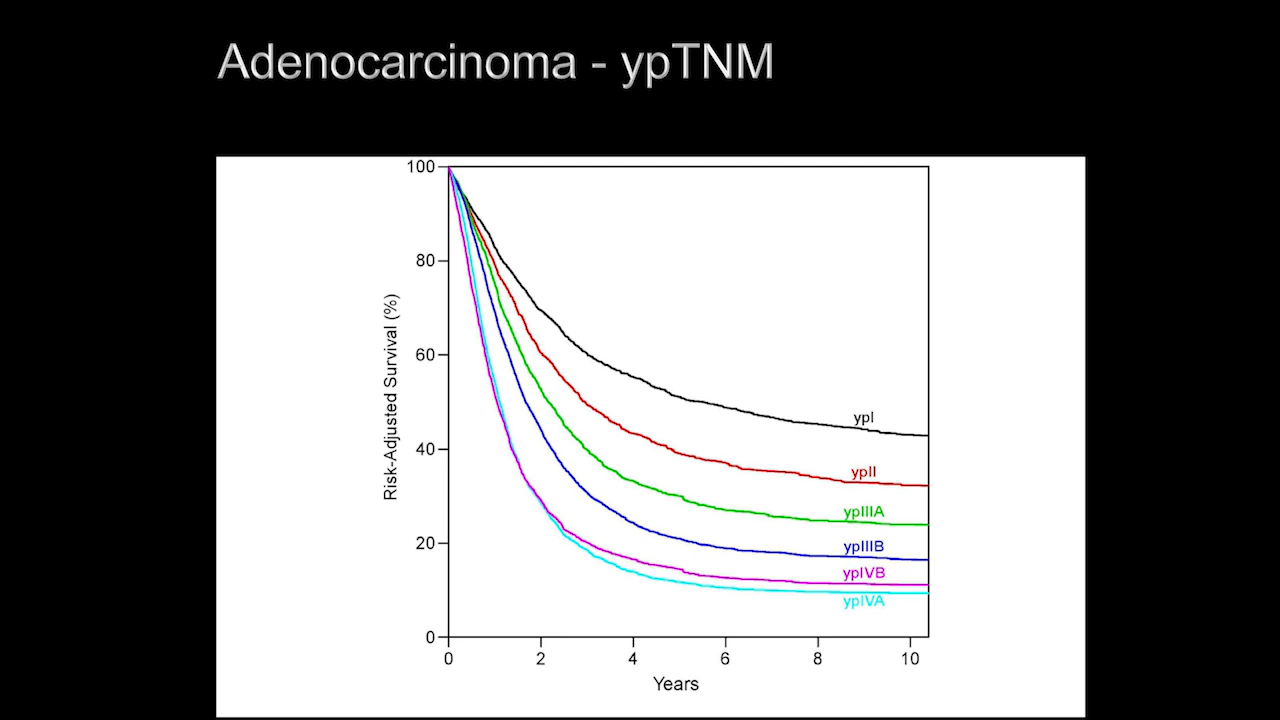 Adenocarcinoma - ypTNM
100
80
60
40
20
0
Risk-Adjusted Survival (%)
ypI
ypII
ypIIIA
ypIIIB
ypIVB
ypIVA
0 2 4 6 8 10
Years